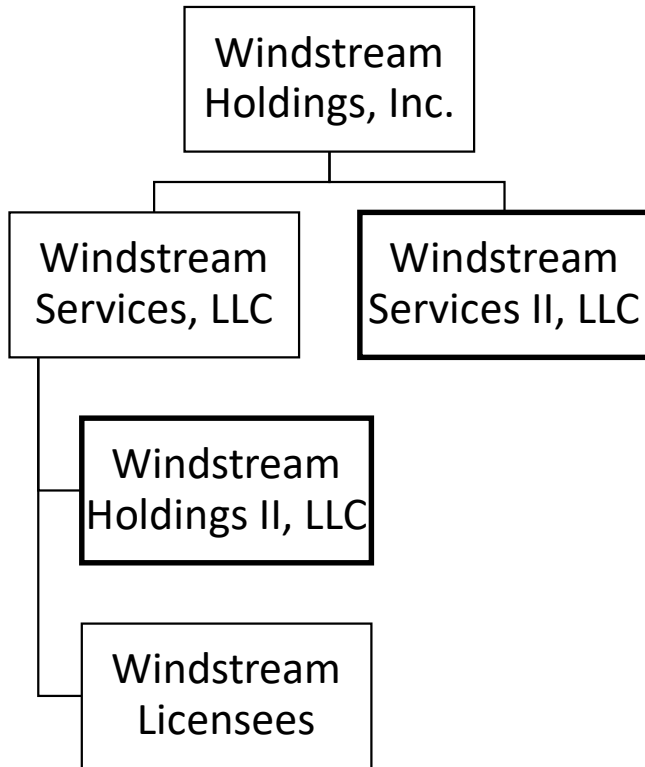 Windstream
Holdings, Inc.
Windstream
Services, LLC
Windstream
Services II, LLC
Windstream
Holdings II, LLC
Windstream
Licensees